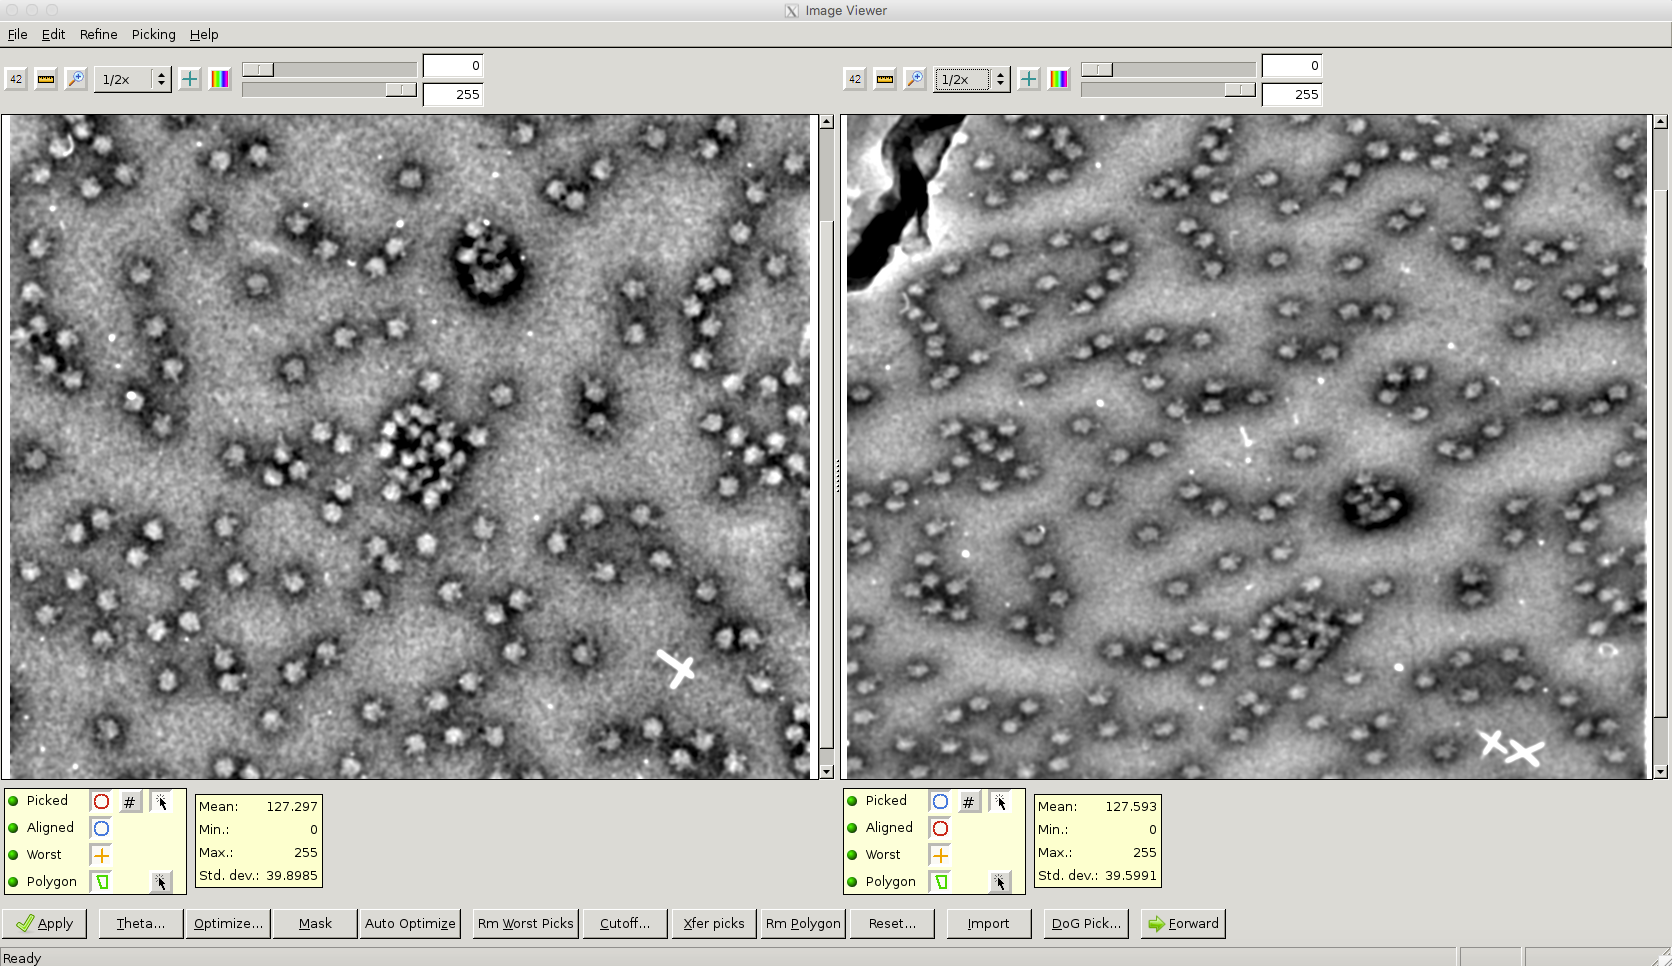 Image Viewer
File Edit Refine Picking Help
42 1/2x 0 255
42 1/2x 0 255
Picked #
Aligned
Worst
Polygon
Mean: 127.297
Min.: 0
Max.: 255
Std. dev.: 39.8985
Picked #
Aligned
Worst
Polygon
Mean: 127.593
Min.: 0
Max.: 255
Std. dev.: 39.5991
Apply Theta... Optimize... Mask Auto Optimize Rm Worst Picks Cutoff... Xfer picks Rm Polygon Reset... Import DoG Pick... Forward
Ready